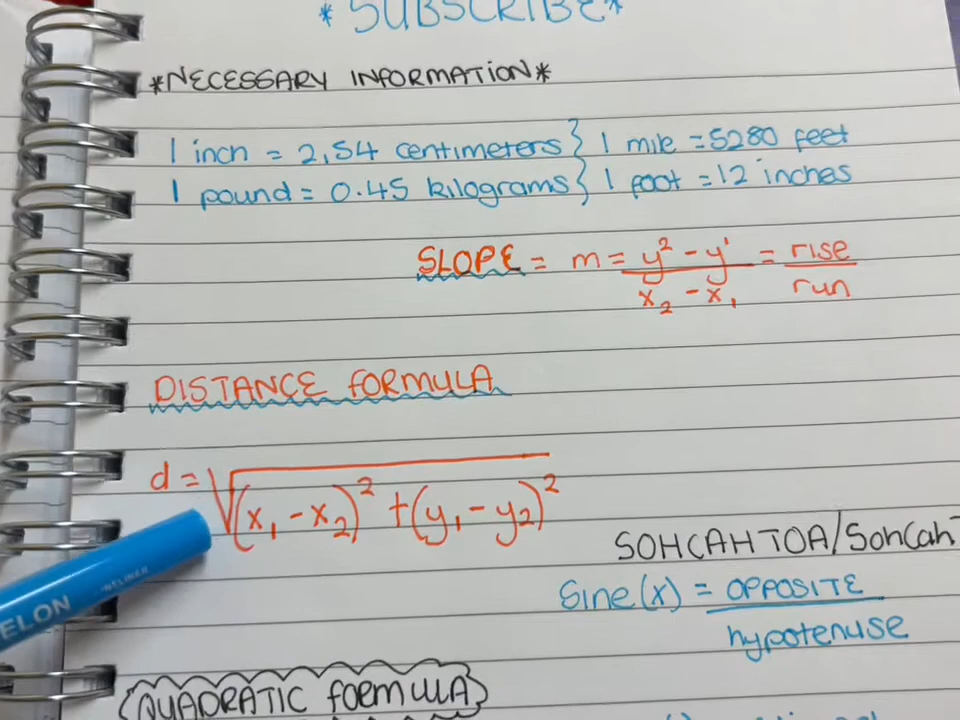 *SUBSCRIBE*
*NECESSARY INFORMATION*
1 inch = 2,54 centimeters } 1 mile = 5280 feet
1 pound = 0.45 kilograms } 1 foot = 12 inches
SLOPE = m = y² - y' = rise
x₂ - x₁ run
DISTANCE FORMULA
d = √(x₁ - x₂)² + (y₁ - y₂)²
SOHCAHTOA/SohCah
Sine(x) = OPPOSITE
hypotenuse
ELON
QUADRATIC FORMULA